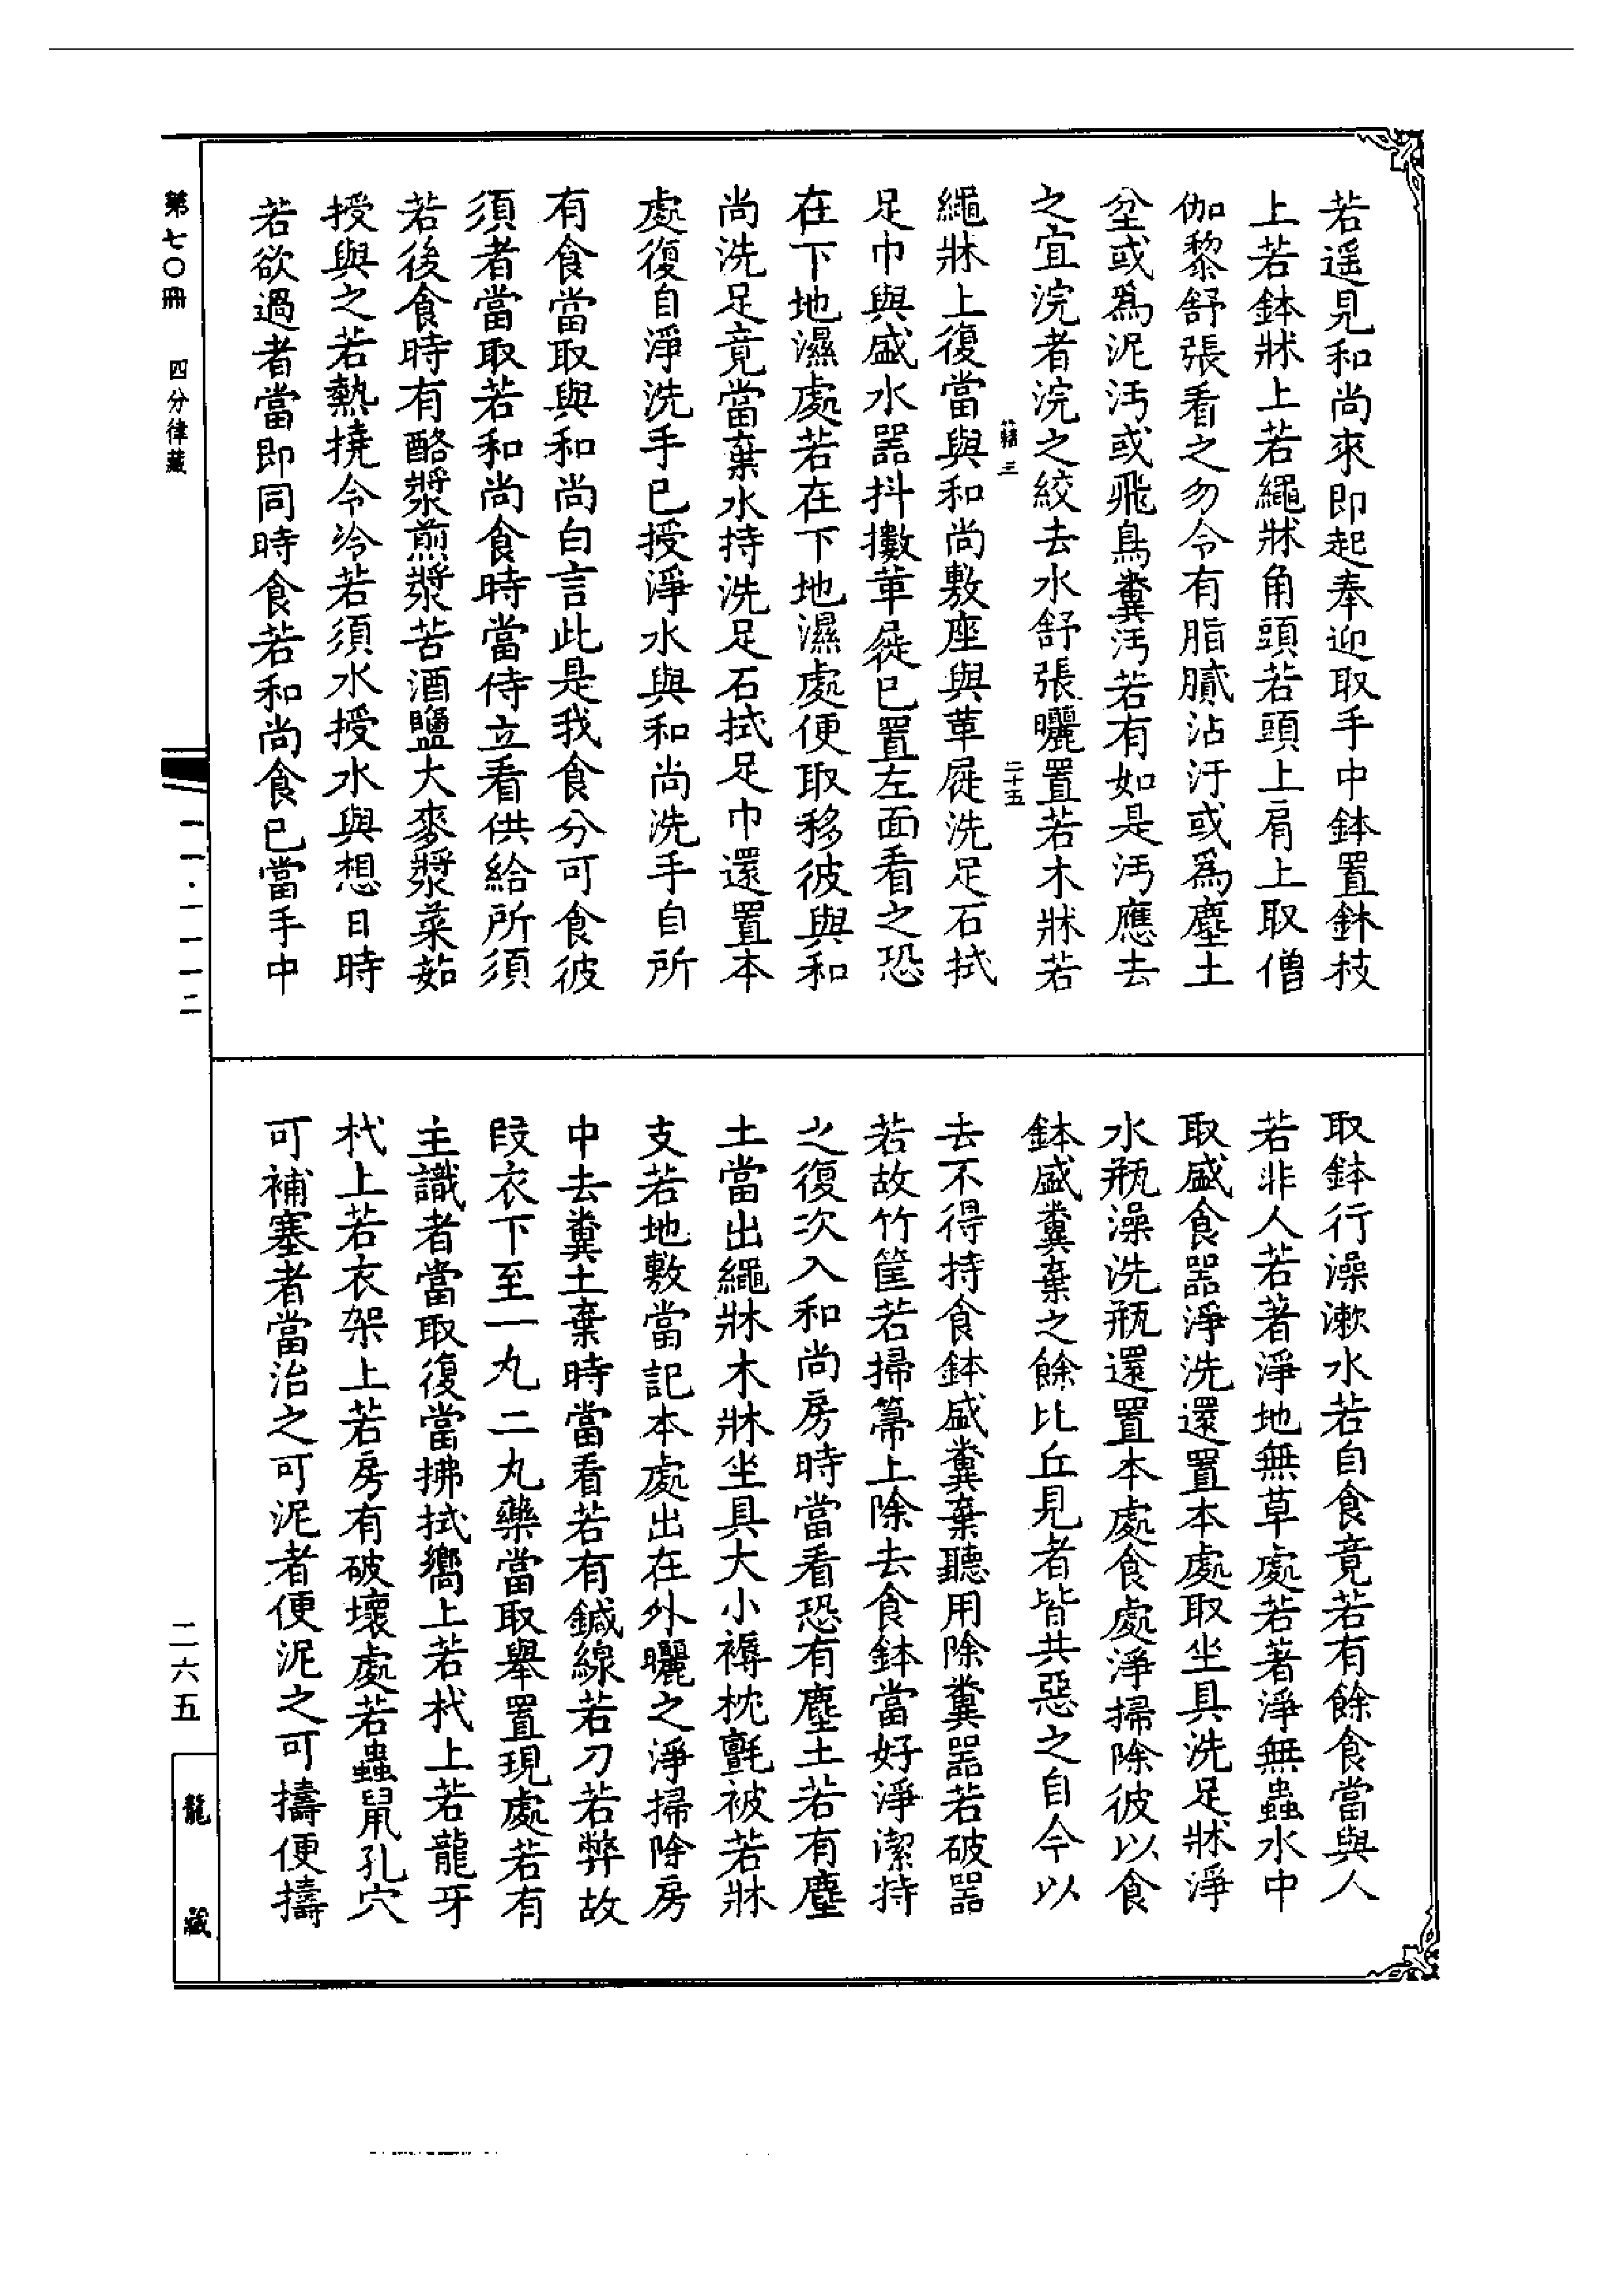 若遥見和尚來即起奉迎取手中鉢置鉢枝
上若鉢牀上若繩牀角頭若頭上肩上取僧
伽黎舒張看之勿令有脂膩沾汙或爲塵土
坌或爲泥汚或飛鳥糞汚若有如是汚應去
之宜浣者浣之絞去水舒張曬置若木牀若
籍三 二十五
繩牀上復當與和尚敷座與革屣洗足石拭
足巾與盛水器抖擻革屣已置左面看之恐
在下地濕處若在下地濕處便取移彼與和
尚洗足竟當棄水持洗足石拭足巾還置本
處復自淨洗手已授淨水與和尚洗手自所
有食當取與和尚白言此是我食分可食彼
須者當取若和尚食時當侍立看供給所須
若後食時有酪漿煎漿苦酒鹽大麥漿菜茹
授與之若熱撓令冷若須水授水與想日時
若欲過者當即同時食若和尚食已當手中
取鉢行澡漱水若自食竟若有餘食當與人
若非人若著淨地無草處若著淨無蟲水中
取盛食器淨洗還置本處取坐具洗足牀淨
水瓶澡洗瓶還置本處食處淨掃除彼以食
鉢盛糞棄之餘比丘見者皆共惡之自今以
去不得持食鉢盛糞棄聽用除糞器若破器
若故竹筐若掃箒上除去食鉢當好淨潔持
之復次入和尚房時當看恐有塵土若有塵
土當出繩牀木牀坐具大小褥枕氈被若牀
支若地敷當記本處出在外曬之淨掃除房
中去糞土棄時當看若有鍼線若刀若弊故
段衣下至一丸二丸藥當取舉置現處若有
主識者當取復當拂拭嚮上若杙上若龍牙
杙上若衣架上若房有破壞處若蟲鼠孔穴
可補塞者當治之可泥者便泥之可擣便擣
第七〇冊 四分律藏
一一·一一一二
二六五
龍藏